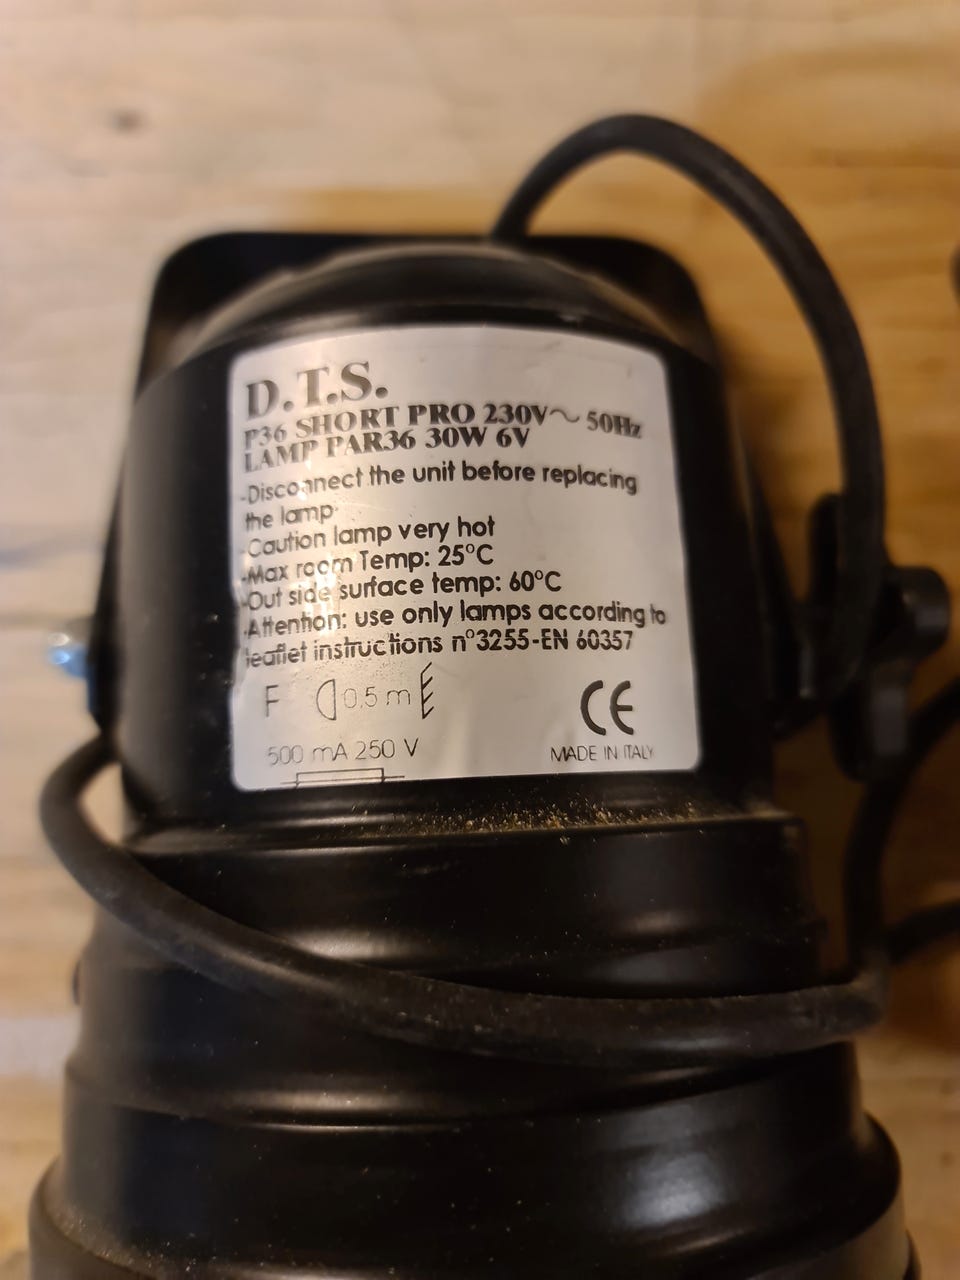 D.T.S.
P36 SHORT PRO 230V~ 50Hz
LAMP PAR36 30W 6V
-Disconnect the unit before replacing
the lamp.
-Caution lamp very hot
-Max room Temp: 25°C
-Out side surface temp: 60°C
-Attention: use only lamps according to
leaflet instructions n°3255-EN 60357
F 0,5 m CE
500 mA 250 V MADE IN ITALY